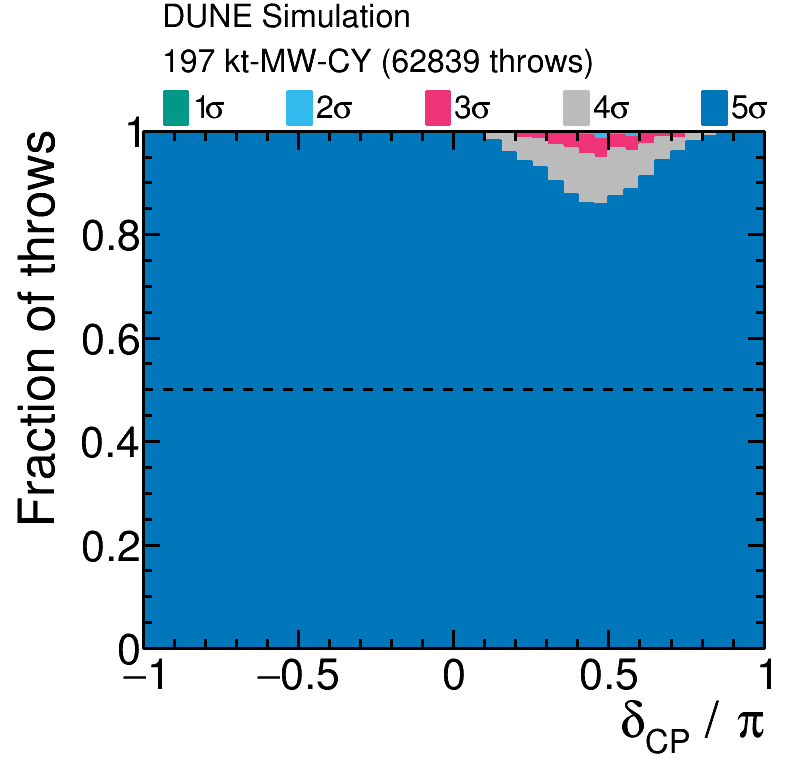 DUNE Simulation
197 kt-MW-CY (62839 throws)
1σ 2σ 3σ 4σ 5σ
Fraction of throws
1
0.8
0.6
0.4
0.2
0
−1 −0.5 0 0.5 1
δCP / π